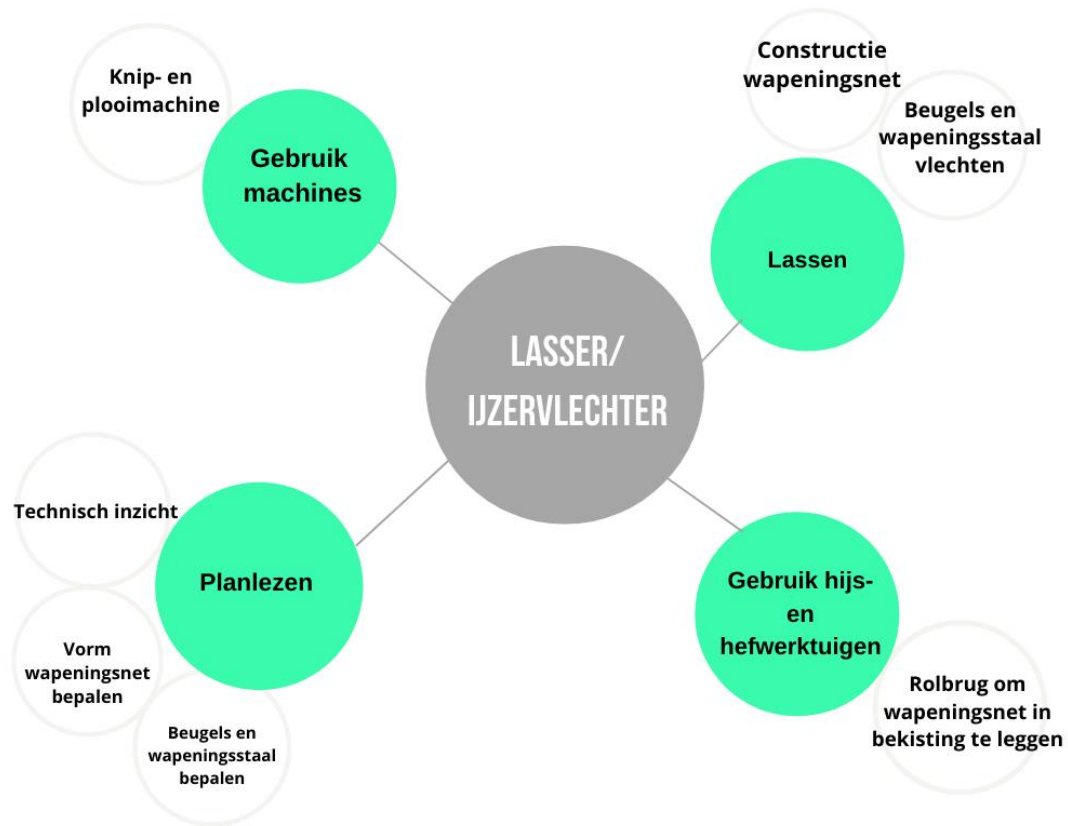 Knip- en
plooimachine
Gebruik
machines
Constructie
wapeningsnet
Beugels en
wapeningsstaal
vlechten
Lassen
LASSER/
IJZERVLECHTER
Technisch inzicht
Planlezen
Vorm
wapeningsnet
bepalen
Beugels en
wapeningsstaal
bepalen
Gebruik hijs-
en
hefwerktuigen
Rolbrug om
wapeningsnet in
bekisting te leggen